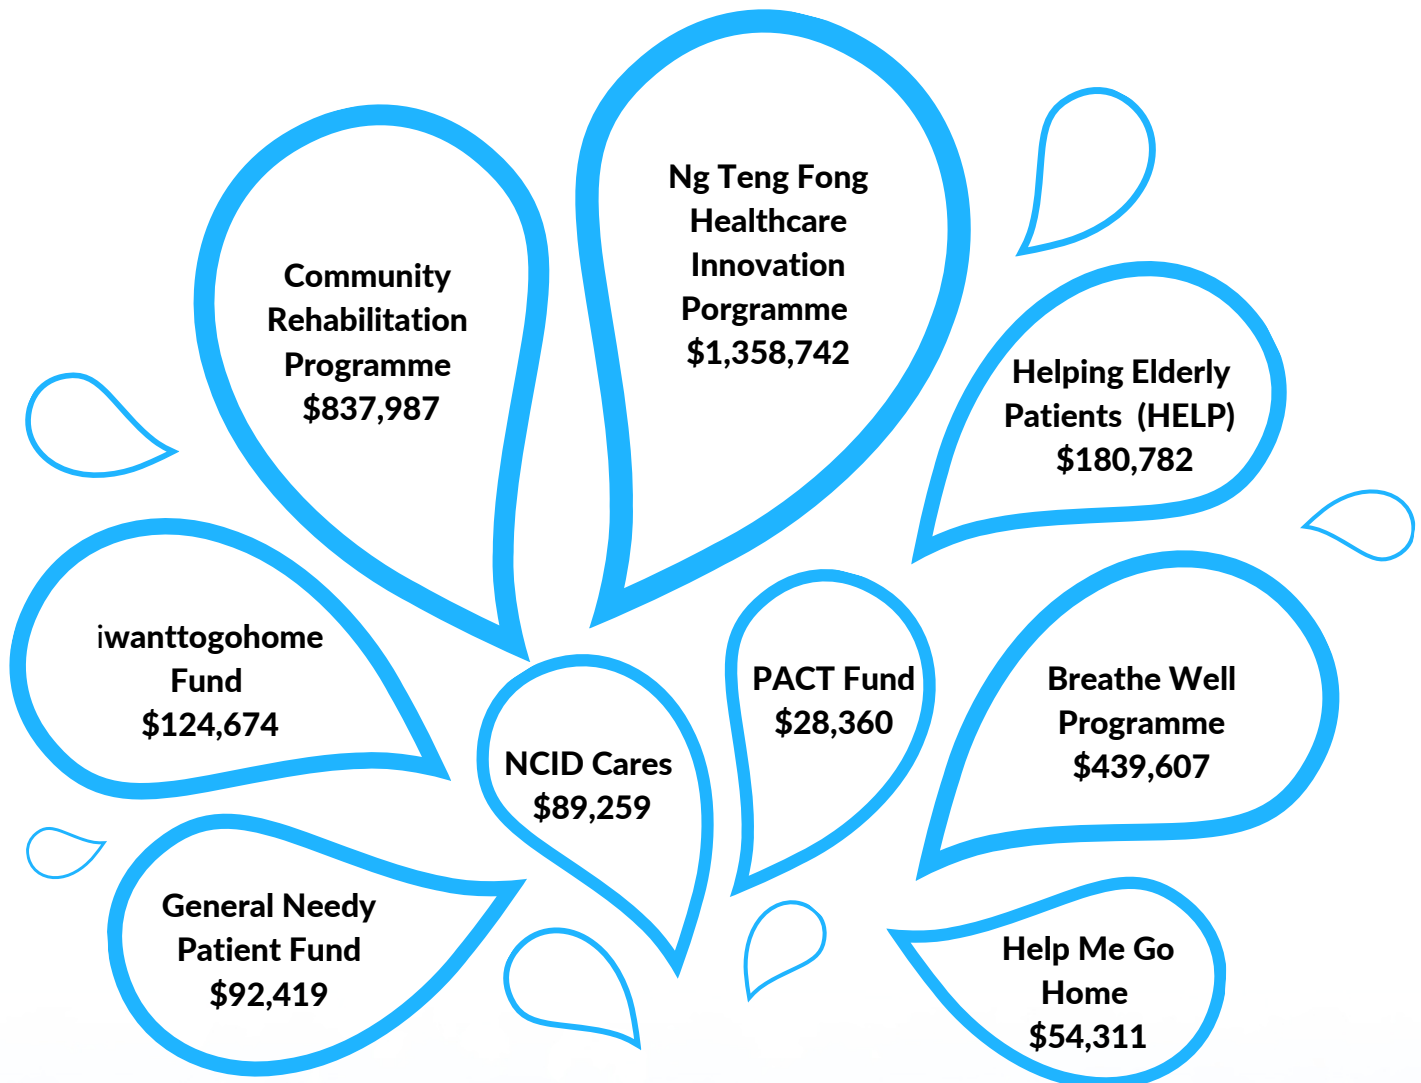 Ng Teng Fong
Healthcare
Innovation
Porgramme
$1,358,742
Community
Rehabilitation
Programme
$837,987
Helping Elderly
Patients (HELP)
$180,782
iwanttogohome
Fund
$124,674
PACT Fund
$28,360
Breathe Well
Programme
$439,607
NCID Cares
$89,259
General Needy
Patient Fund
$92,419
Help Me Go
Home
$54,311